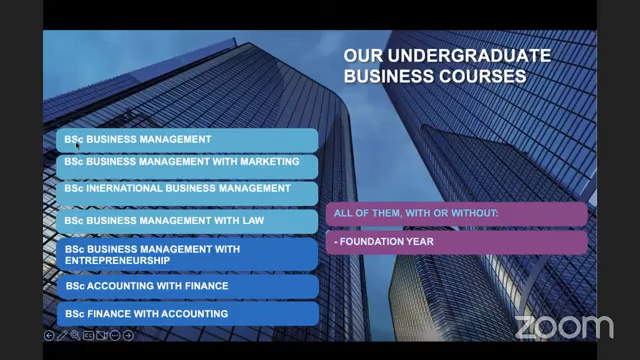 OUR UNDERGRADUATE
BUSINESS COURSES
BSc BUSINESS MANAGEMENT
BSc BUSINESS MANAGEMENT WITH MARKETING
BSc INERNATIONAL BUSINESS MANAGEMENT
BSc BUSINESS MANAGEMENT WITH LAW
BSc BUSINESS MANAGEMENT WITH
ENTREPRENEURSHIP
BSc ACCOUNTING WITH FINANCE
BSc FINANCE WITH ACCOUNTING
ALL OF THEM, WITH OR WITHOUT:
- FOUNDATION YEAR
zoom